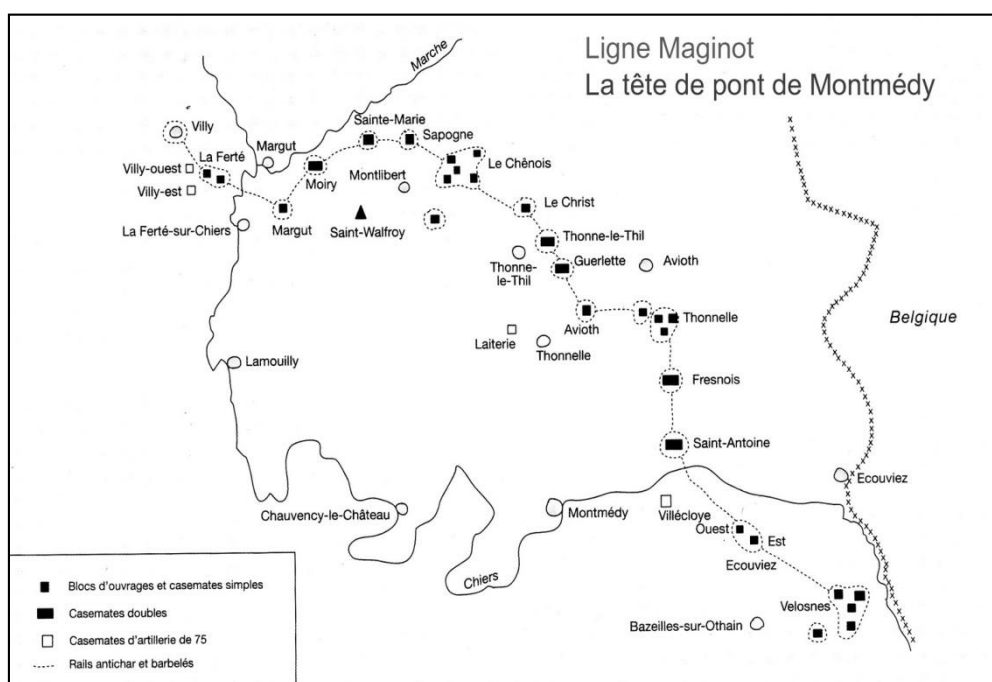 Ligne Maginot
La tête de pont de Montmédy
Marche
Villy
Margut
Sainte-Marie
Sapogne
La Ferté
Villy-ouest
Villy-est
Moiry
Montlibert
Le Chênois
La Ferté-sur-Chiers
Margut
Saint-Walfroy
Le Christ
Thonne-le-Thil
Thonne-
le-Thil
Guerlette
Avioth
Avioth
Thonnelle
Belgique
Laiterie
Thonnelle
Lamouilly
Fresnois
Saint-Antoine
Ecouviez
Chauvency-le-Château
Montmédy
Villécloye
Ouest
Est
Ecouviez
Chiers
Velosnes
Bazeilles-sur-Othain
Blocs d'ouvrages et casemates simples
Casemates doubles
Casemates d'artillerie de 75
Rails antichar et barbelés